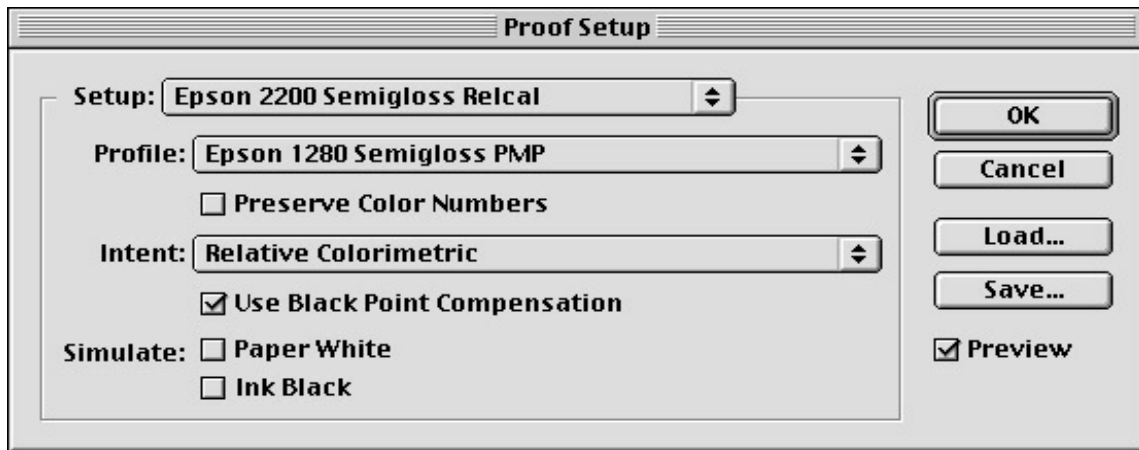 Proof Setup
Setup: Epson 2200 Semigloss Relcal
OK
Profile: Epson 1280 Semigloss PMP
Cancel
Preserve Color Numbers
Load...
Intent: Relative Colorimetric
Save...
Use Black Point Compensation
Simulate: Paper White
Preview
Ink Black